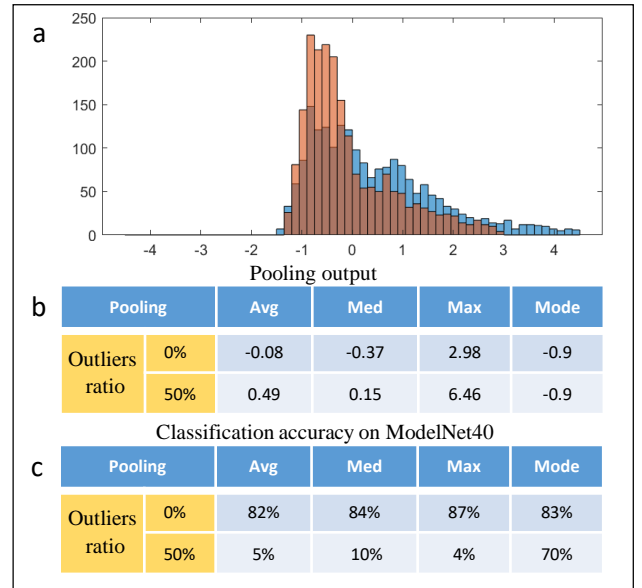 a
250
200
150
100
50
0
-4 -3 -2 -1 0 1 2 3 4
Pooling output
b
Pooling Avg Med Max Mode
Outliers ratio 0% -0.08 -0.37 2.98 -0.9
50% 0.49 0.15 6.46 -0.9
Classification accuracy on ModelNet40
c
Pooling Avg Med Max Mode
Outliers ratio 0% 82% 84% 87% 83%
50% 5% 10% 4% 70%